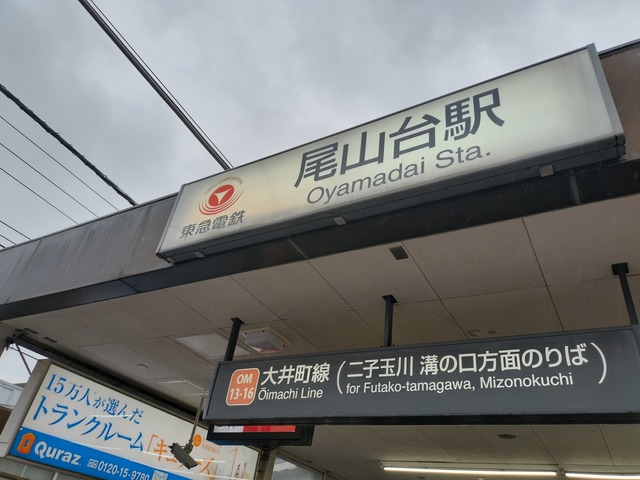 尾山台駅
Oyamadai Sta.
東急電鉄
OM
13-16
大井町線
Ōimachi Line
(二子玉川 溝の口方面のりば)
for Futako-tamagawa, Mizonokuchi
15万人が選んだ
トランクルーム
Quraz
0120-15-9780